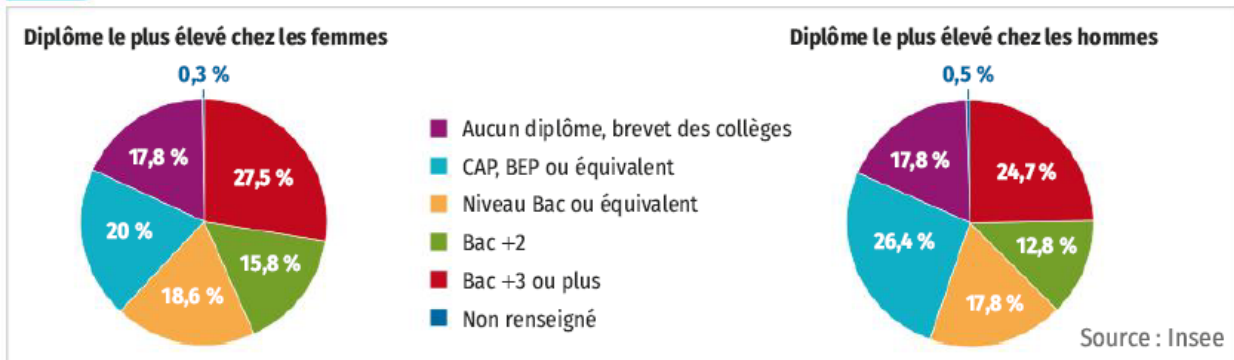 Diplôme le plus élevé chez les femmes
0,3 %
17,8 %
27,5 %
20 %
15,8 %
18,6 %
Aucun diplôme, brevet des collèges
CAP, BEP ou équivalent
Niveau Bac ou équivalent
Bac +2
Bac +3 ou plus
Non renseigné
Diplôme le plus élevé chez les hommes
0,5 %
17,8 %
24,7 %
26,4 %
12,8 %
17,8 %
Source : Insee